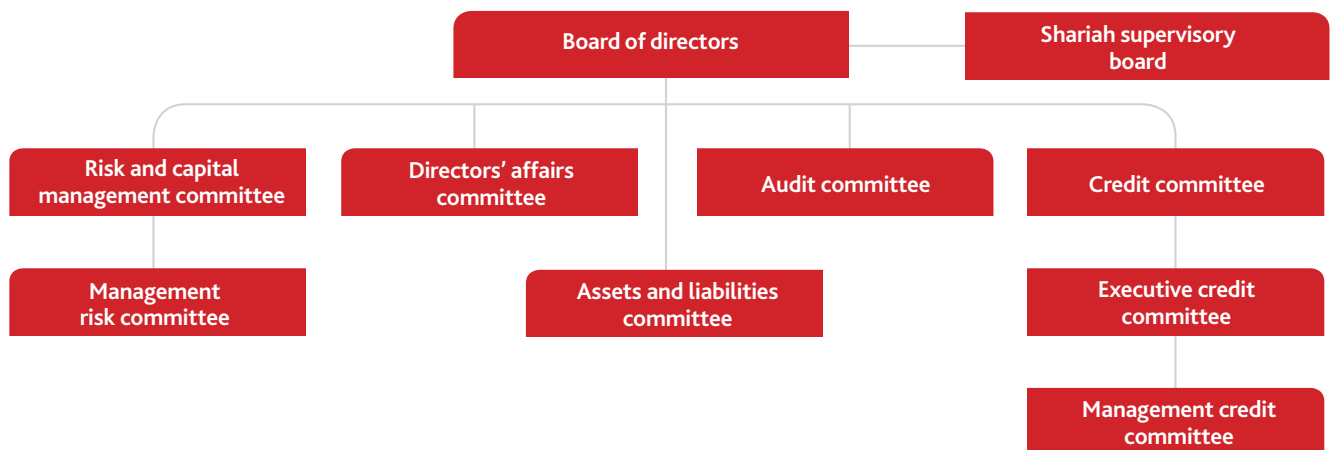 Board of directors
Shariah supervisory
board
Risk and capital
management committee
Directors’ affairs
committee
Audit committee
Credit committee
Management
risk committee
Assets and liabilities
committee
Executive credit
committee
Management credit
committee